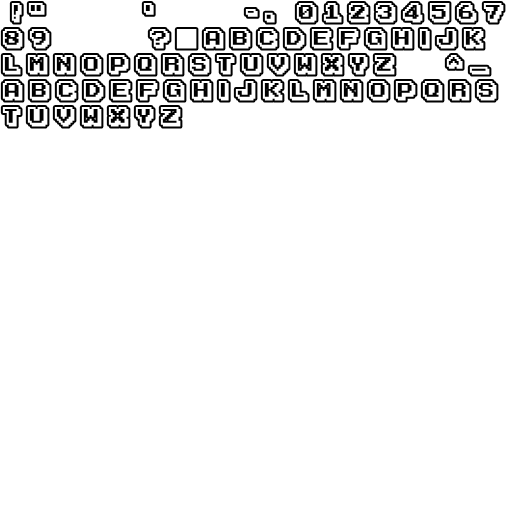 !" ' -. 01234567
89 ?□ABCDEFGHIJK
LMNOPQRSTUVWXYZ ^_
ABCDEFGHIJKLMNOPQRS
TUVWXYZ